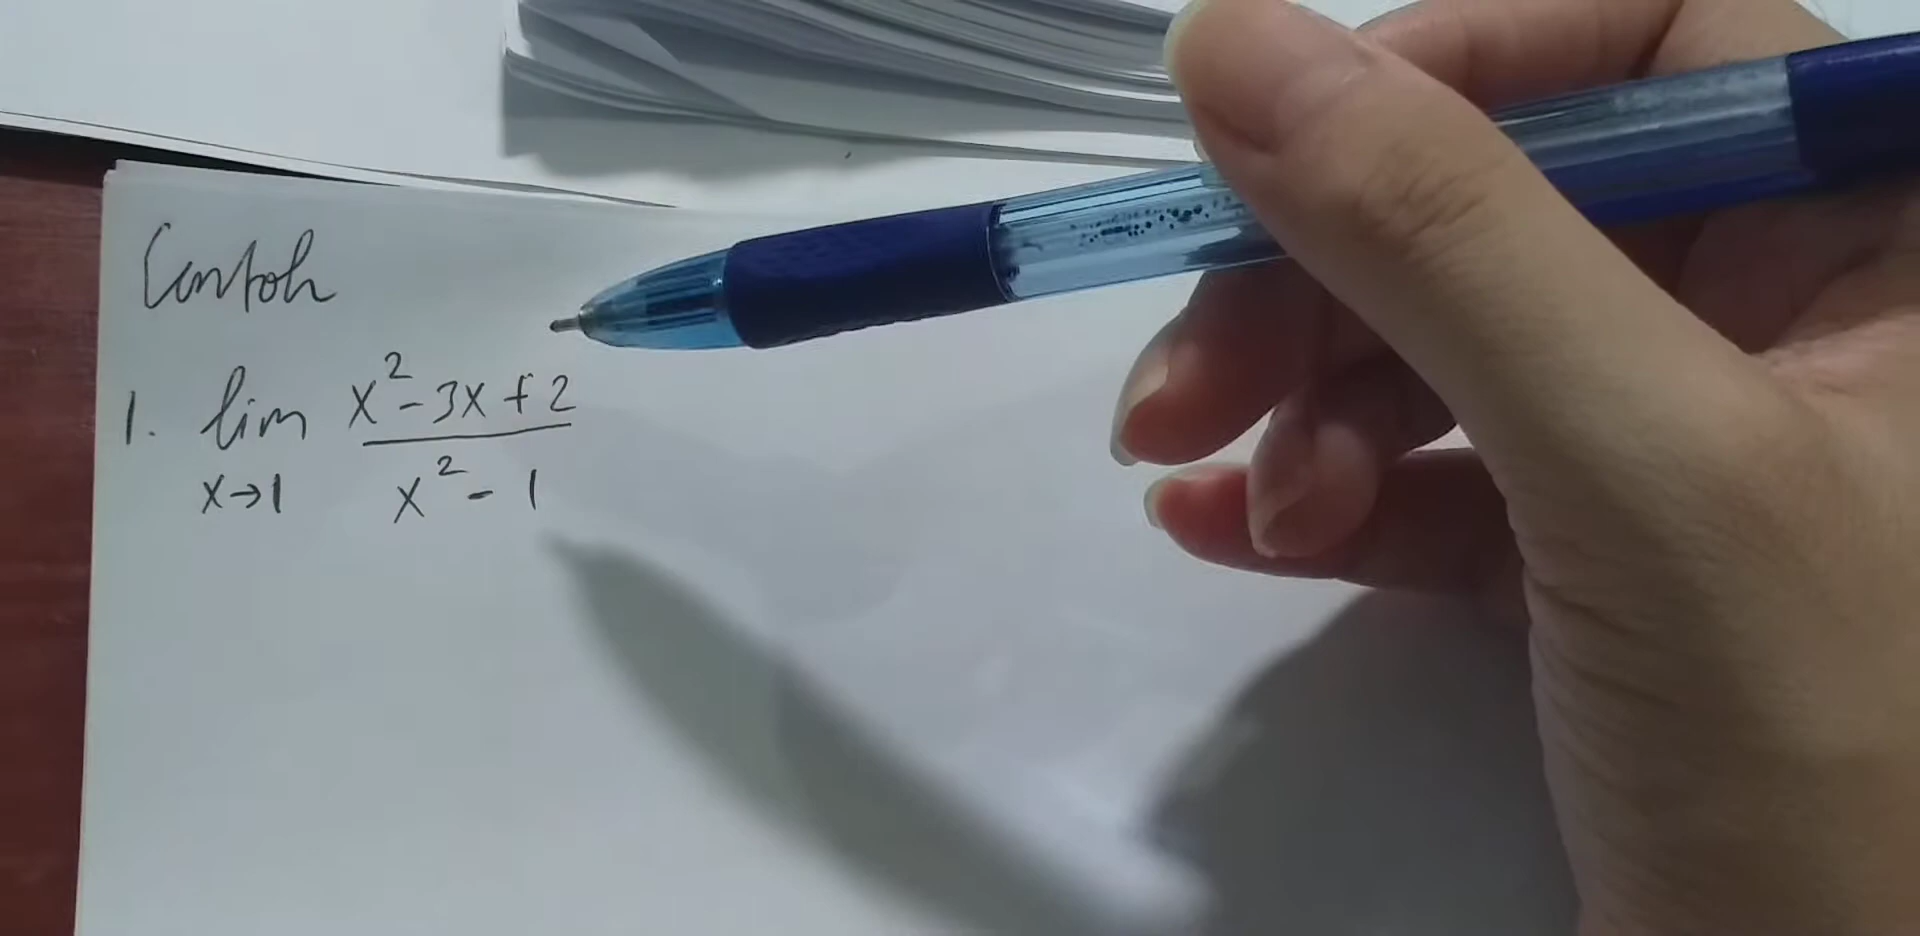 Contoh
1. lim x² - 3x + 2
x→1 x² - 1